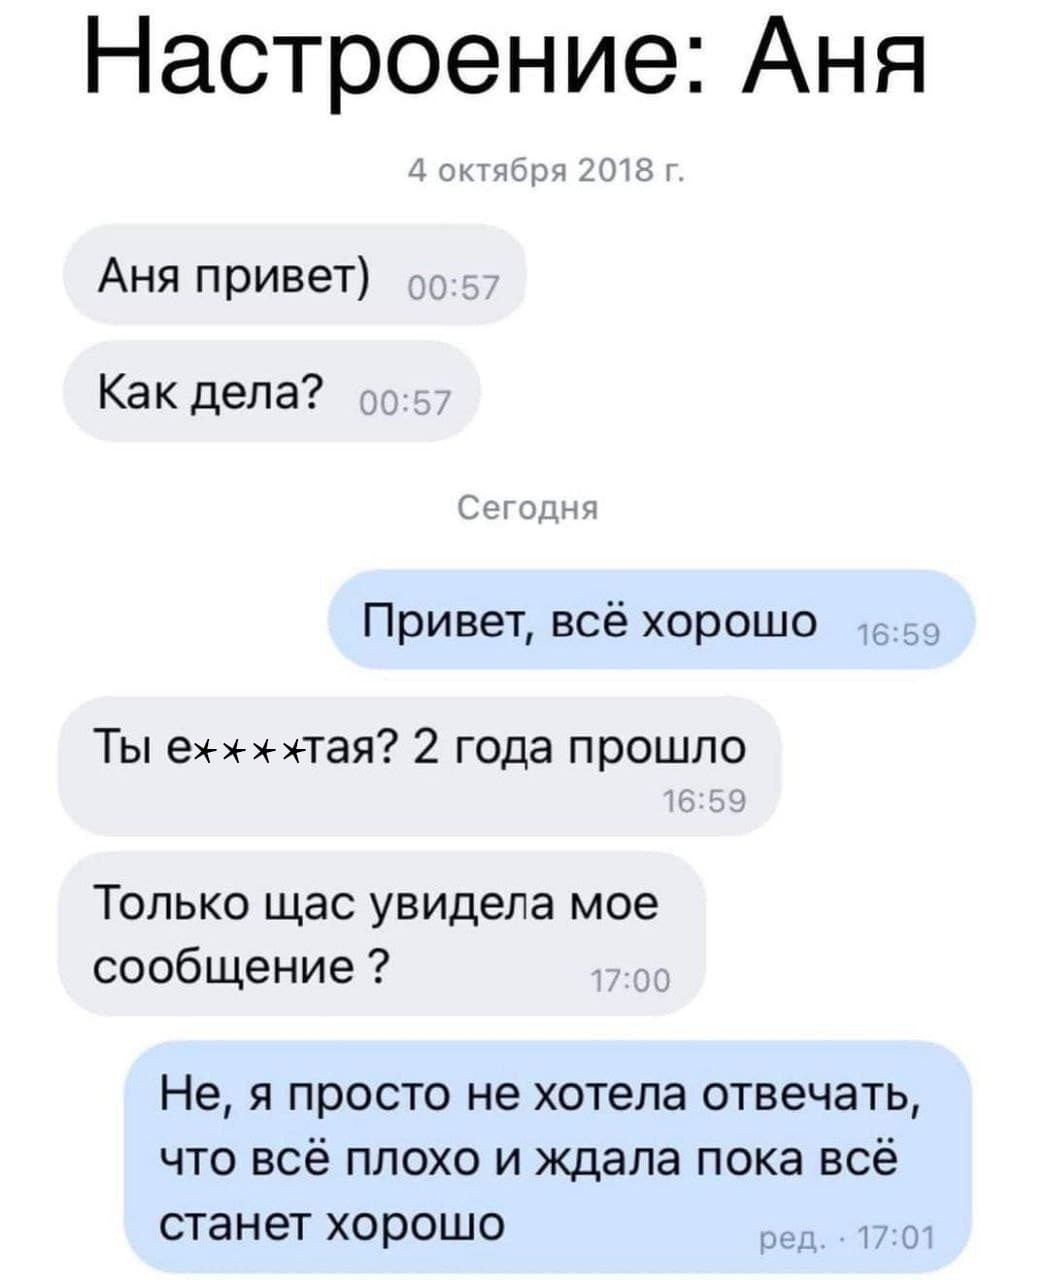 Настроение: Аня
4 октября 2018 г.
Аня привет) 00:57
Как дела? 00:57
Сегодня
Привет, всё хорошо 16:59
Ты е****тая? 2 года прошло
16:59
Только щас увидела мое
сообщение ? 17:00
Не, я просто не хотела отвечать,
что всё плохо и ждала пока всё
станет хорошо ред. · 17:01